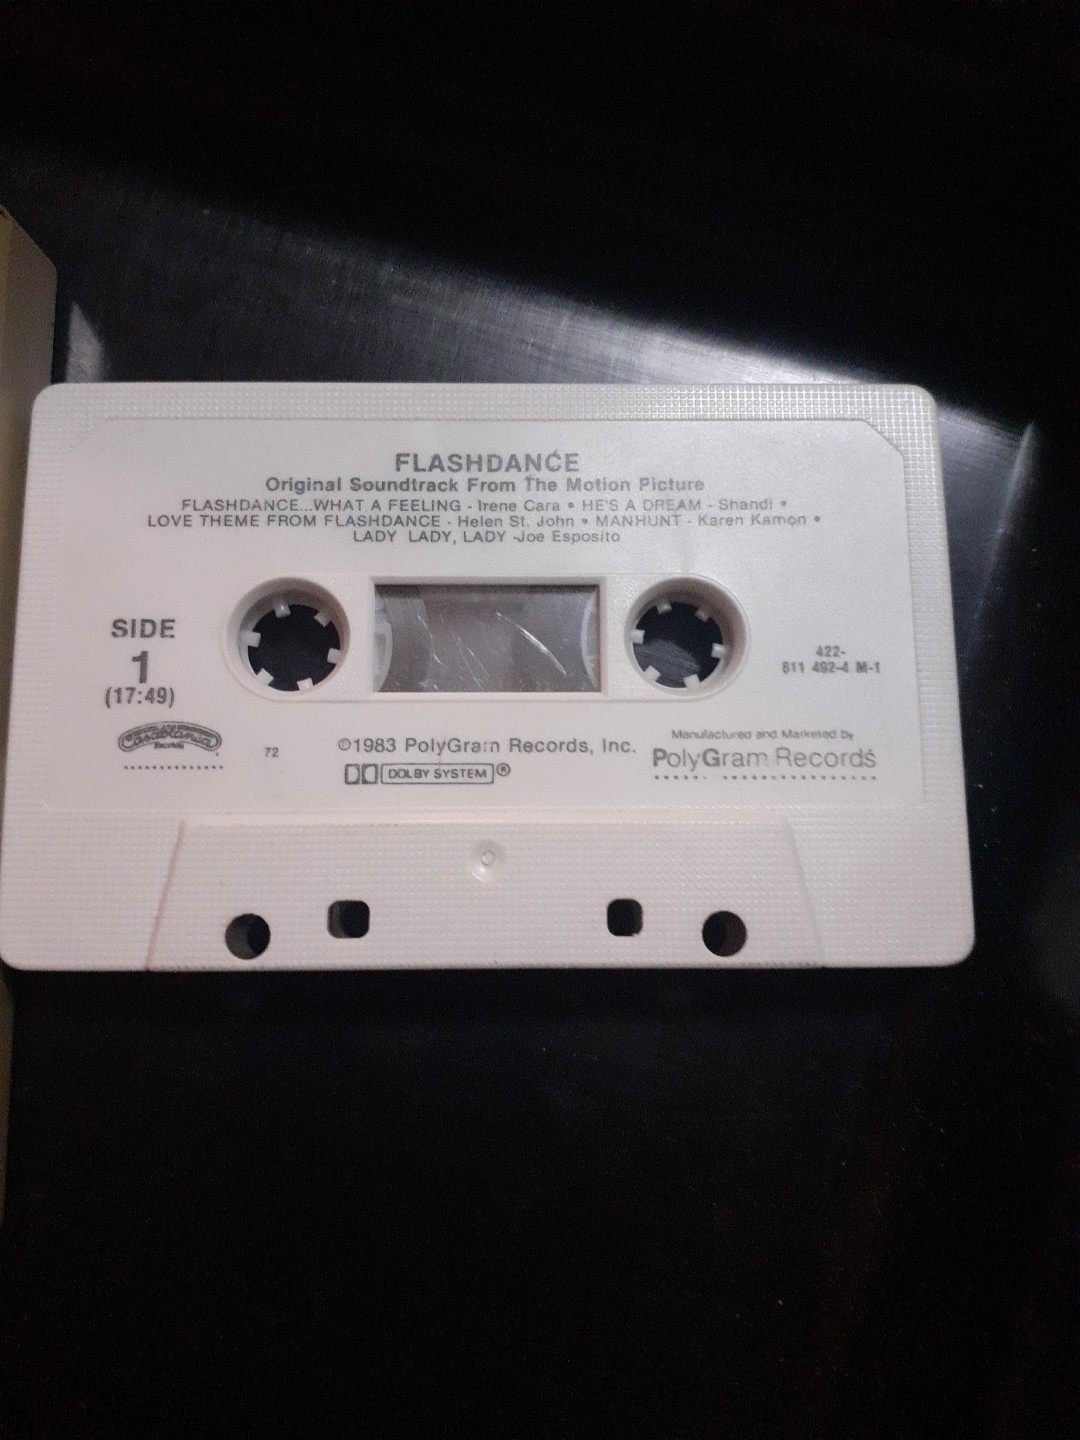 FLASHDANCE
Original Soundtrack From The Motion Picture
FLASHDANCE...WHAT A FEELING - Irene Cara • HE'S A DREAM - Shandi •
LOVE THEME FROM FLASHDANCE - Helen St. John • MANHUNT - Karen Kamon •
LADY LADY, LADY -Joe Esposito
SIDE
1
(17:49)
422-
811 492-4 M-1
Casablanca
Records
72
©1983 PolyGram Records, Inc.
DOLBY SYSTEM®
Manufactured and Marketed by
PolyGram Records